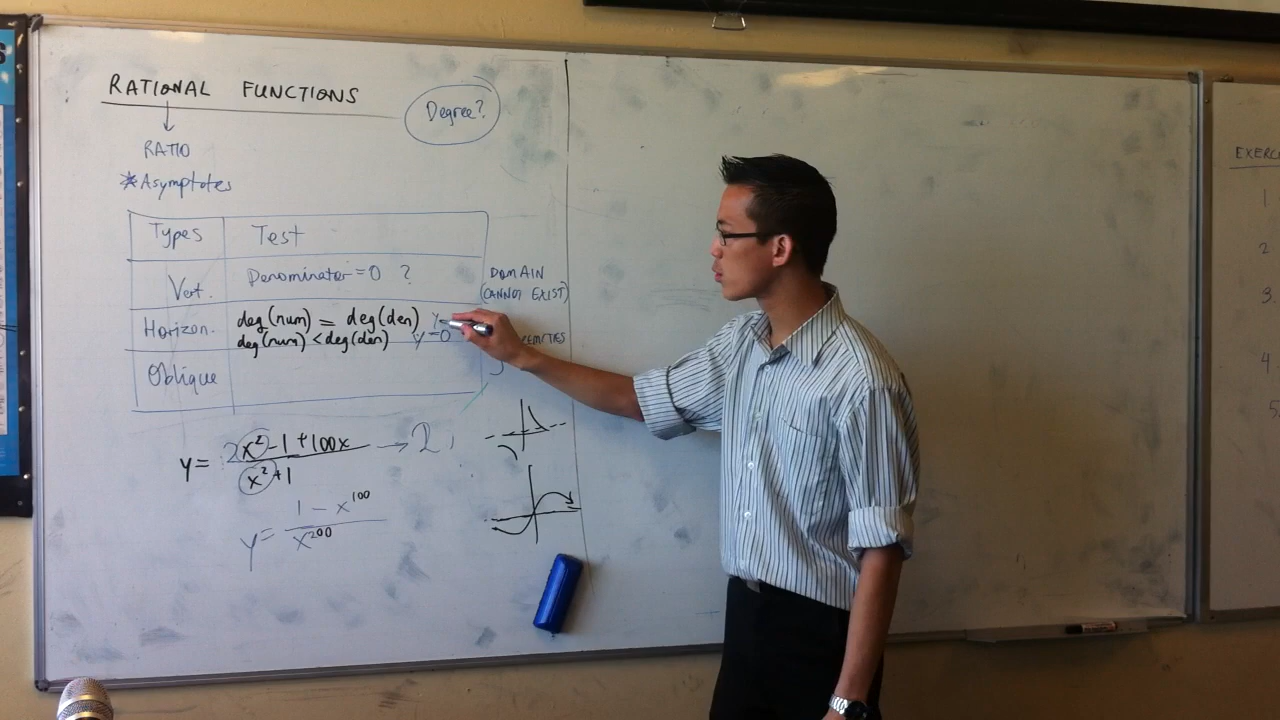 RATIONAL FUNCTIONS
Degree?
RATIO
*Asymptotes
Types Test
Vert. Denominator = 0 ?
DOMAIN
(CANNOT EXIST)
Horizon. deg(num) = deg(den) y
deg(num) < deg(den) y=0
Oblique
y = 2x²-1+100x / x²+1 → 2
y = 1-x¹⁰⁰ / x²⁰⁰
EXERC
1
2
3.
4
5